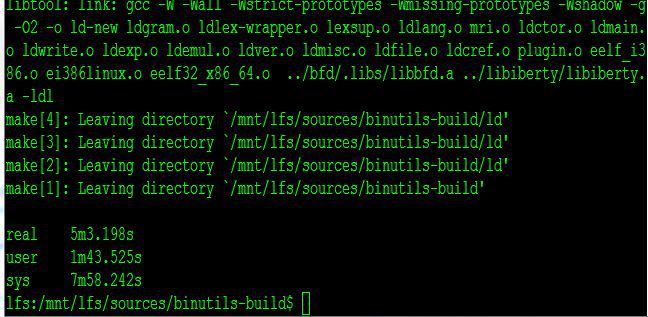 libtool: link: gcc -W -Wall -Wstrict-prototypes -Wmissing-prototypes -Wshadow -g
 -O2 -o ld-new ldgram.o ldlex-wrapper.o lexsup.o ldlang.o mri.o ldctor.o ldmain.
o ldwrite.o ldexp.o ldemul.o ldver.o ldmisc.o ldfile.o ldcref.o plugin.o eelf_i3
86.o ei386linux.o eelf32_x86_64.o  ../bfd/.libs/libbfd.a ../libiberty/libiberty.
a -ldl
make[4]: Leaving directory `/mnt/lfs/sources/binutils-build/ld'
make[3]: Leaving directory `/mnt/lfs/sources/binutils-build/ld'
make[2]: Leaving directory `/mnt/lfs/sources/binutils-build/ld'
make[1]: Leaving directory `/mnt/lfs/sources/binutils-build'

real    5m3.198s
user    1m43.525s
sys     7m58.242s
lfs:/mnt/lfs/sources/binutils-build$